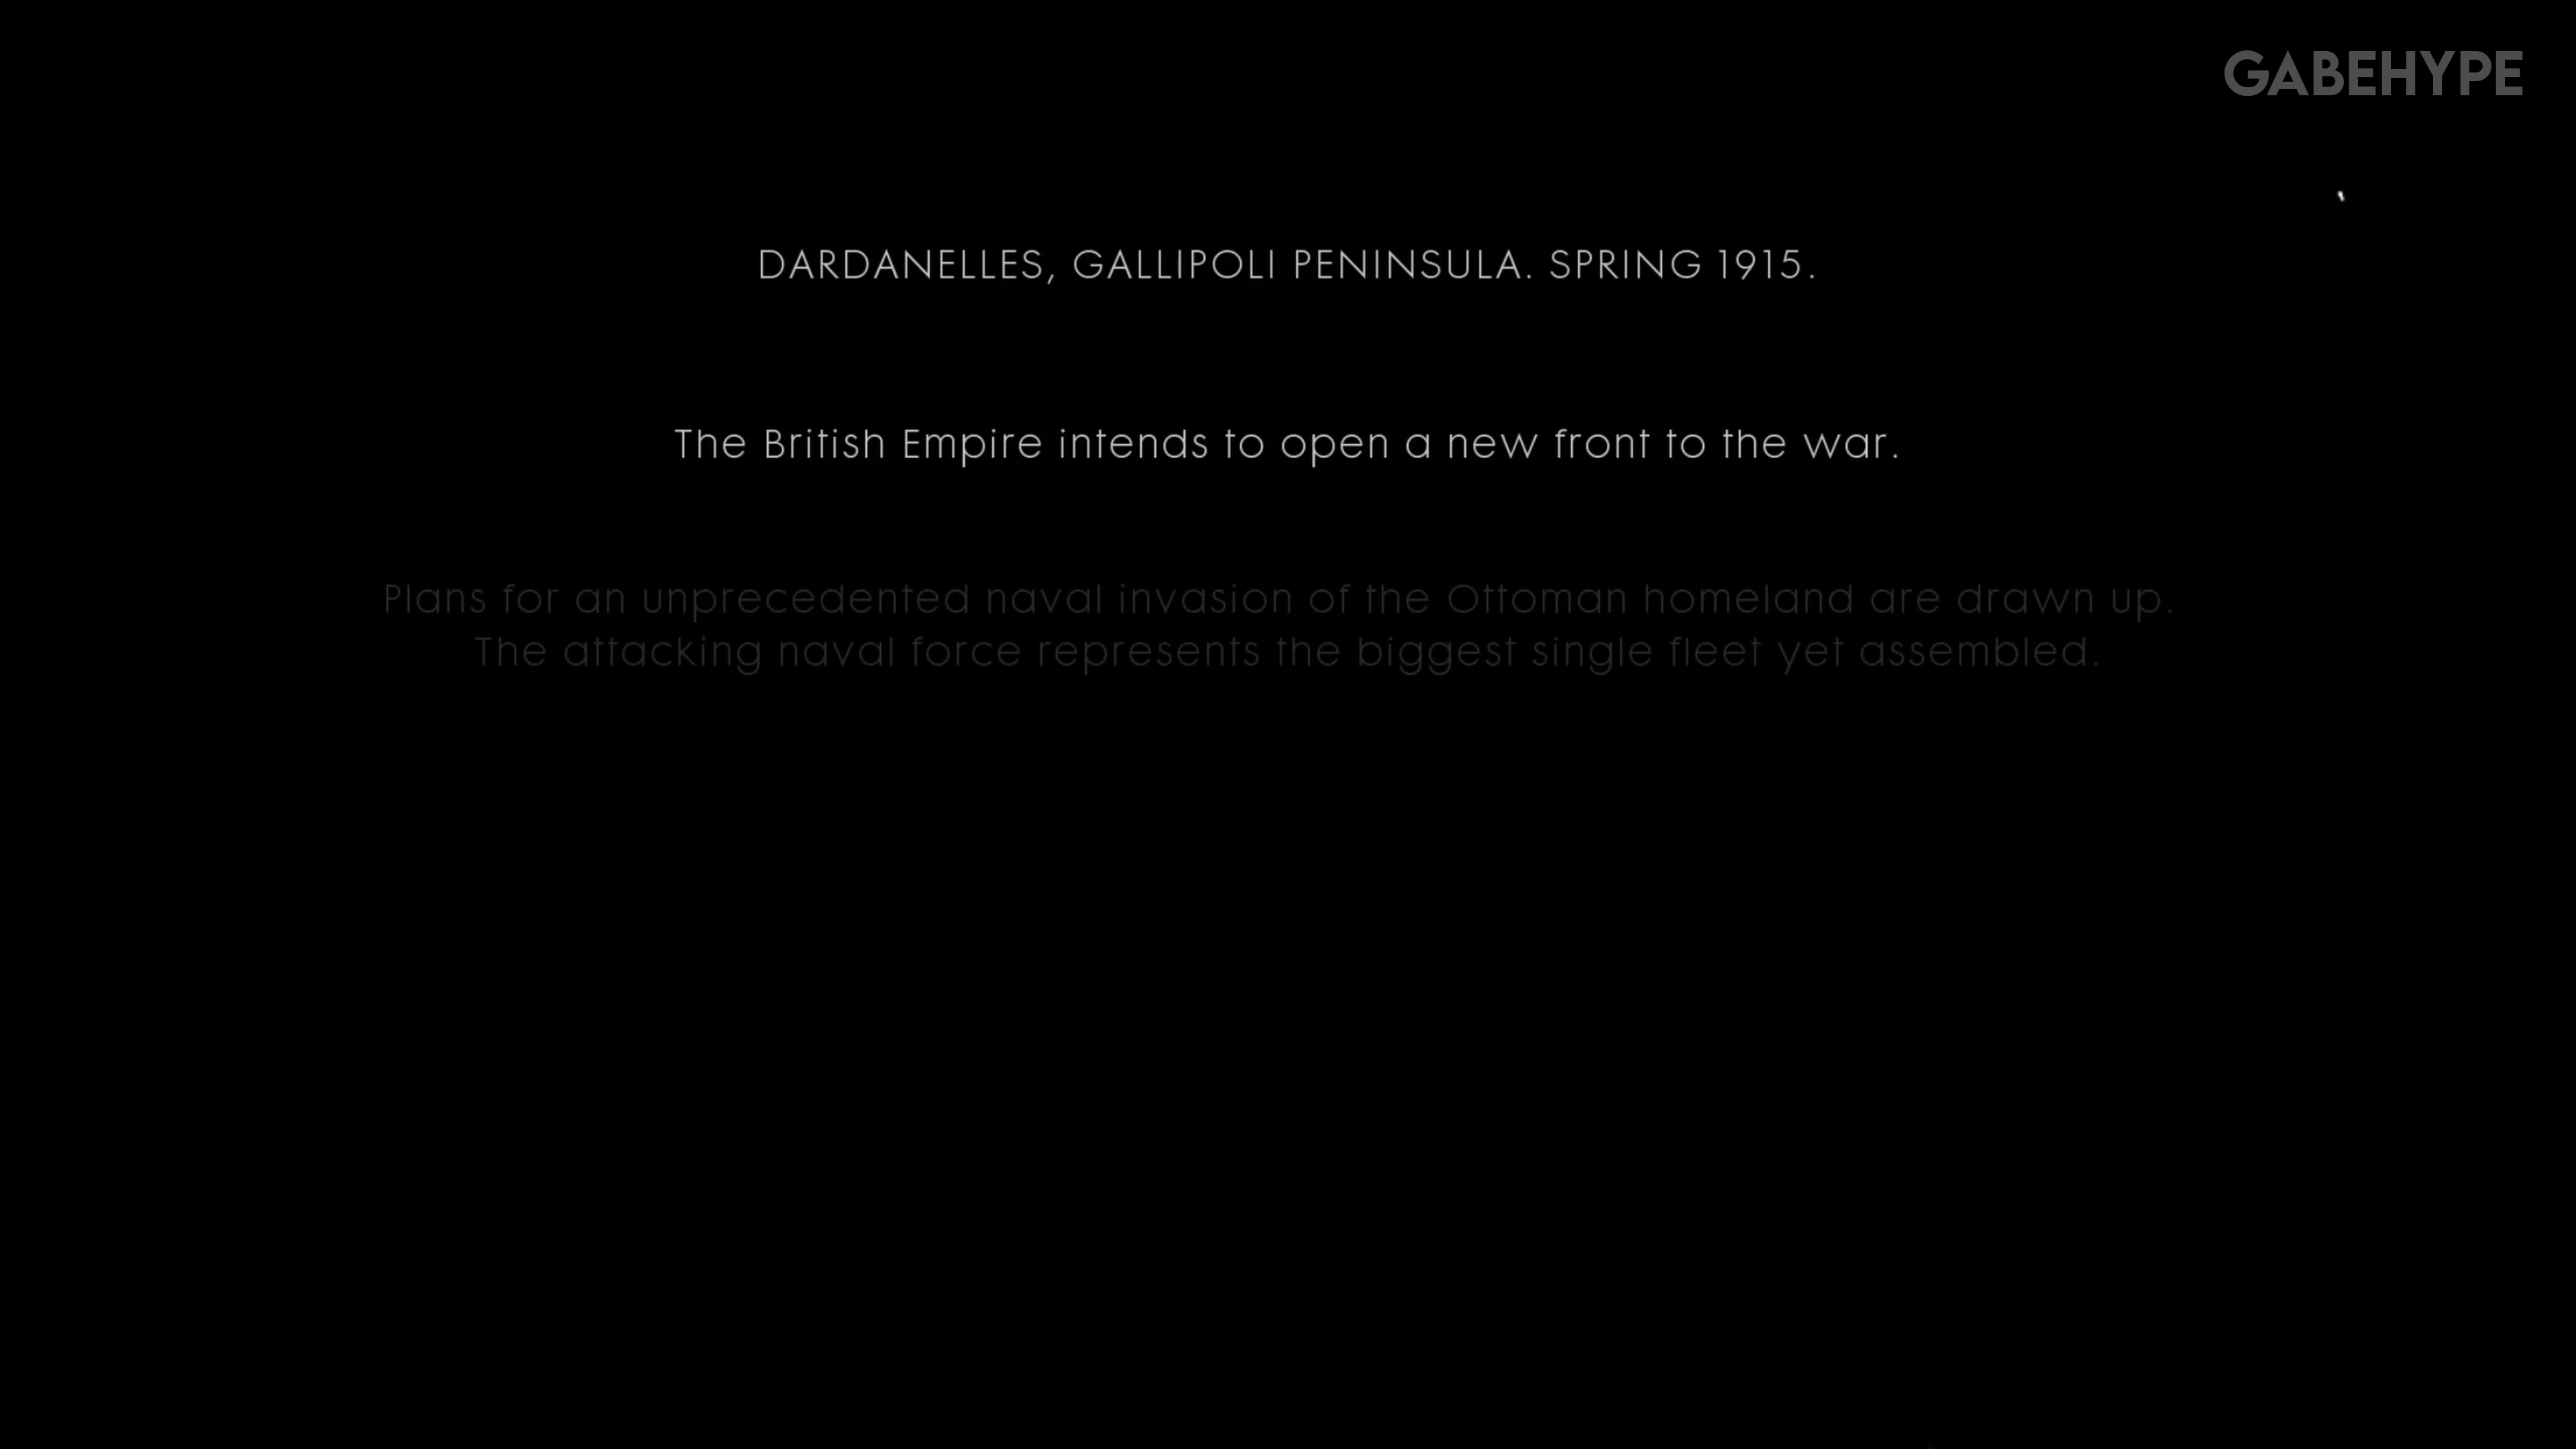 GABEHYPE
DARDANELLES, GALLIPOLI PENINSULA. SPRING 1915.
The British Empire intends to open a new front to the war.
Plans for an unprecedented naval invasion of the Ottoman homeland are drawn up.
The attacking naval force represents the biggest single fleet yet assembled.